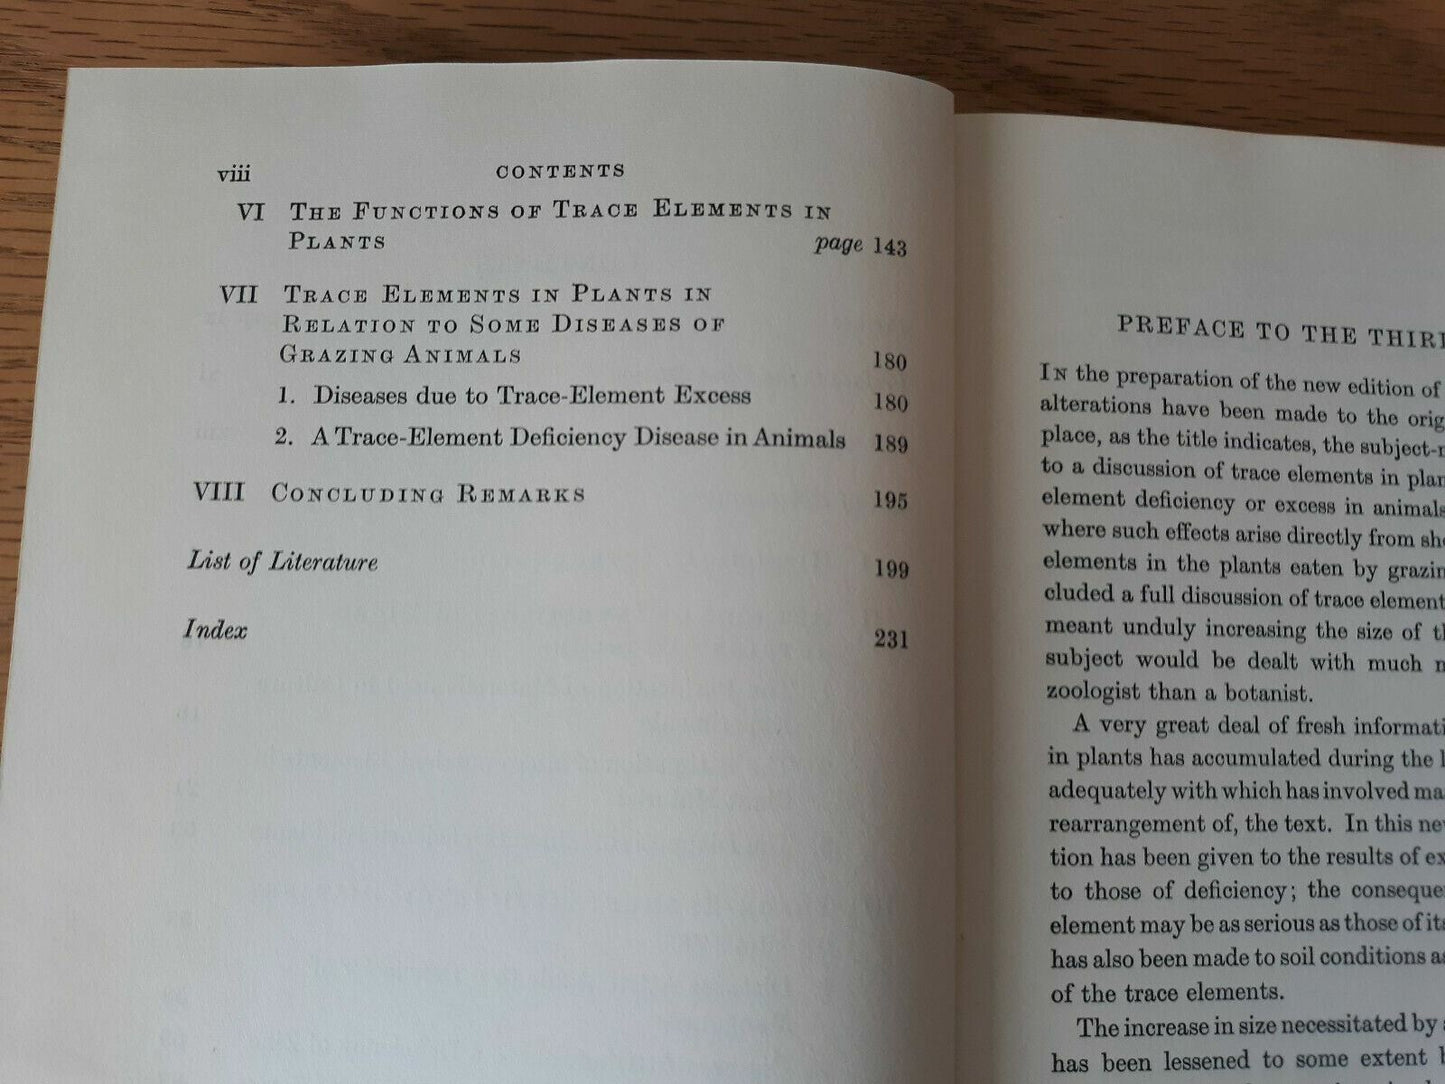 viii CONTENTS
VI THE FUNCTIONS OF TRACE ELEMENTS IN
PLANTS page 143
VII TRACE ELEMENTS IN PLANTS IN
RELATION TO SOME DISEASES OF
GRAZING ANIMALS 180
1. Diseases due to Trace-Element Excess 180
2. A Trace-Element Deficiency Disease in Animals 189
VIII CONCLUDING REMARKS 195
List of Literature 199
Index 231
PREFACE TO THE THIR
IN the preparation of the new edition of
alterations have been made to the orig
place, as the title indicates, the subject-
to a discussion of trace elements in plan
element deficiency or excess in animals
where such effects arise directly from sh
elements in the plants eaten by grazin
cluded a full discussion of trace element
meant unduly increasing the size of t
subject would be dealt with much
zoologist than a botanist.
A very great deal of fresh informati
in plants has accumulated during the
adequately with which has involved ma
rearrangement of, the text. In this ne
tion has been given to the results of ex
to those of deficiency; the conseque
element may be as serious as those of its
has also been made to soil conditions as
of the trace elements.
The increase in size necessitated by
has been lessened to some extent